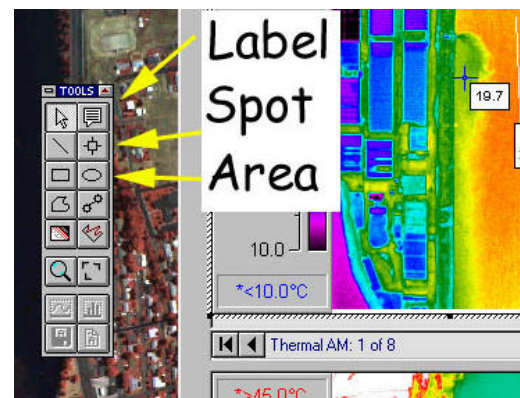 Label
Spot
Area
TOOLS
19.7
10.0
*<10.0°C
Thermal AM: 1 of 8
*>45.0°C